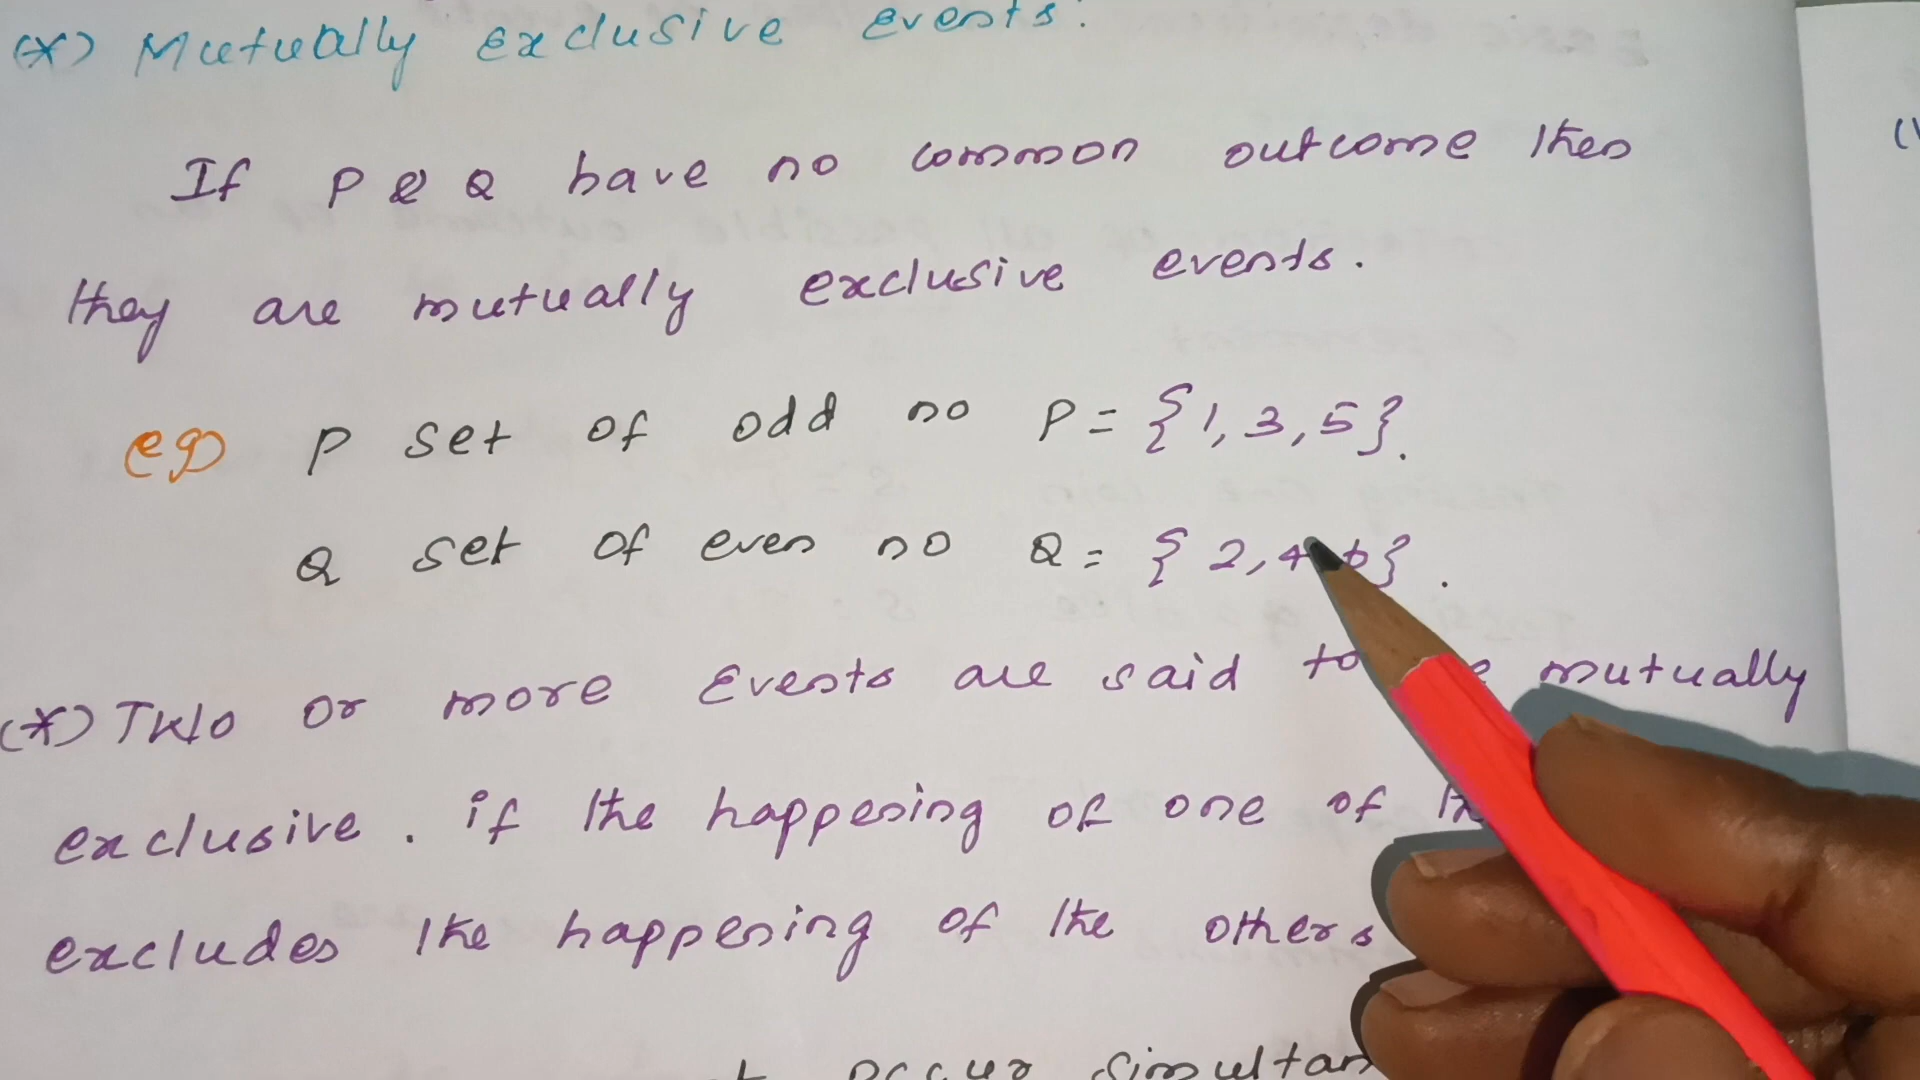 (*) Mutually exclusive events:
If P & Q have no common outcome then
they are mutually exclusive events.
eg) P set of odd no P = {1, 3, 5}.
Q set of even no Q = { 2, 4, 6} .
(*) Two or more Events are said to mutually
exclusive . if the happening of one of
excludes the happening of the others
occur